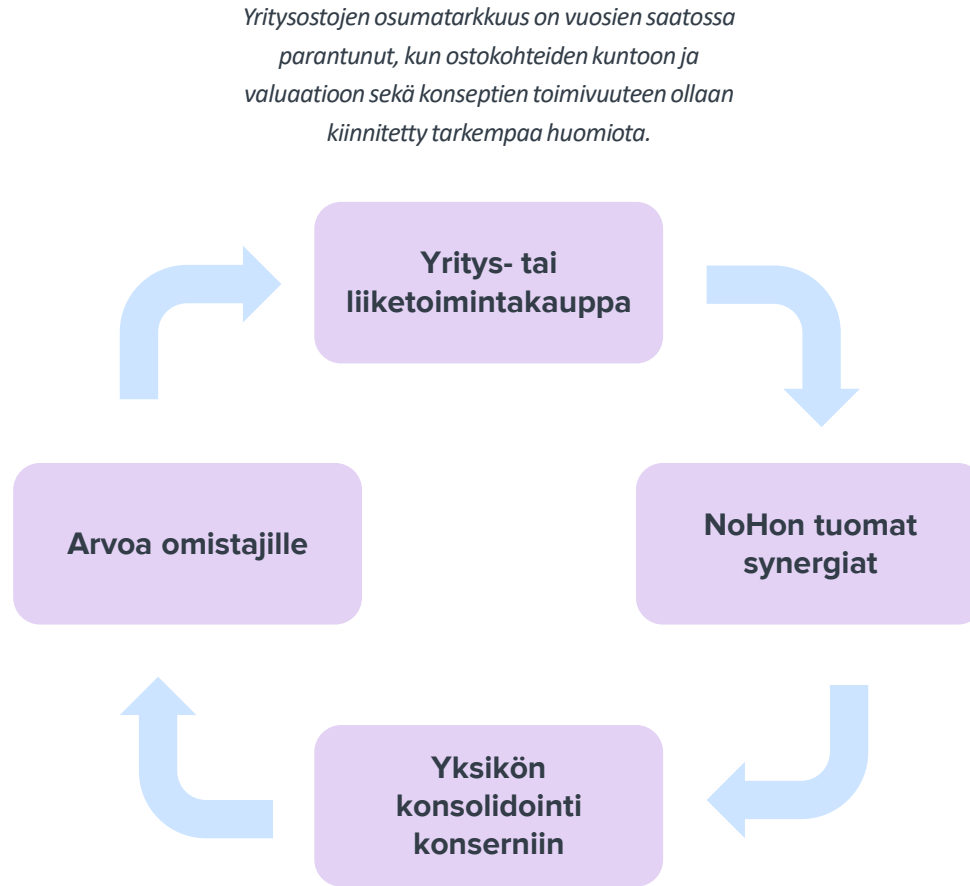 Yritysostojen osumatarkkuus on vuosien saatossa
parantunut, kun ostokohteiden kuntoon ja
valuaatioon sekä konseptien toimivuuteen ollaan
kiinnitetty tarkempaa huomiota.
Yritys- tai
liiketoimintakauppa
Arvoa omistajille
NoHon tuomat
synergiat
Yksikön
konsolidointi
konserniin